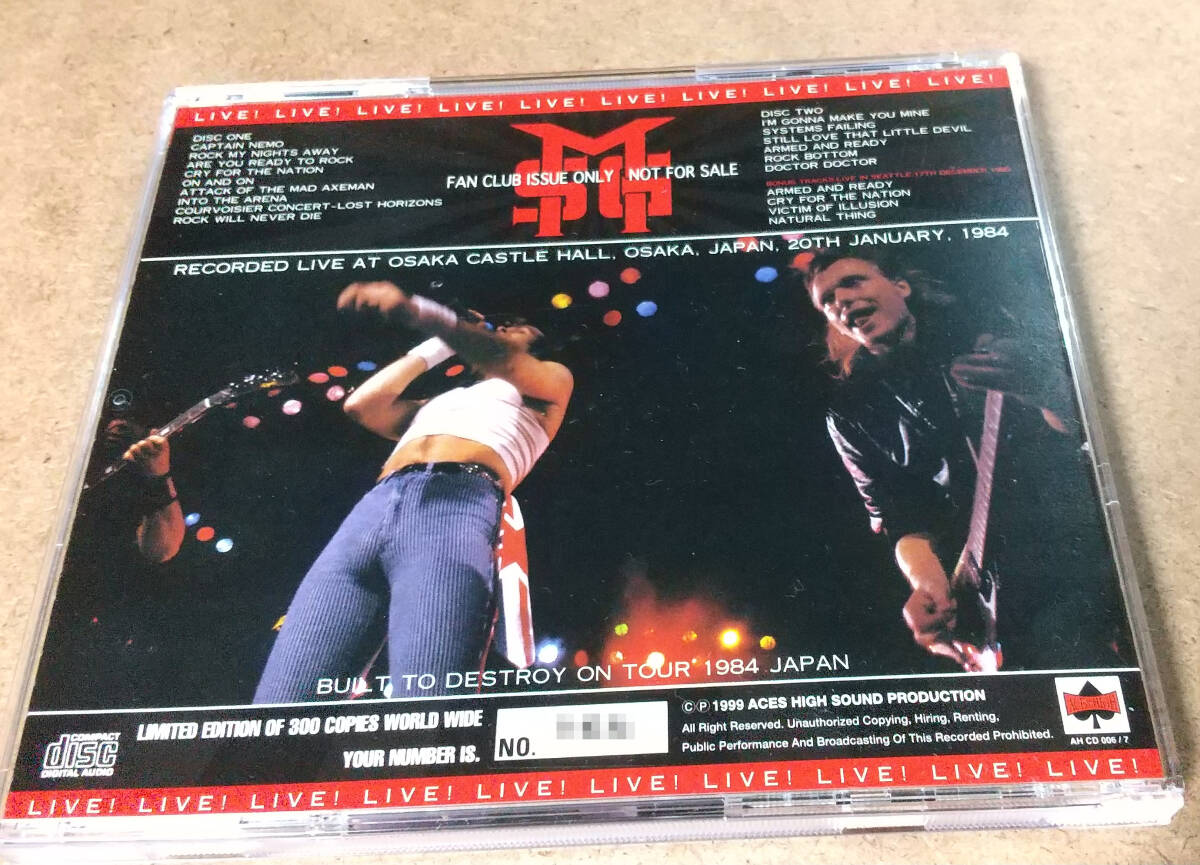 LIVE! LIVE! LIVE! LIVE! LIVE! LIVE! LIVE! LIVE! LIVE! LIVE!
DISC ONE
CAPTAIN NEMO
ROCK MY NIGHTS AWAY
ARE YOU READY TO ROCK
CRY FOR THE NATION
ON AND ON
ATTACK OF THE MAD AXEMAN
INTO THE ARENA
COURVOISIER CONCERT-LOST HORIZONS
ROCK WILL NEVER DIE
MSG
FAN CLUB ISSUE ONLY NOT FOR SALE
DISC TWO
I'M GONNA MAKE YOU MINE
SYSTEMS FAILING
STILL LOVE THAT LITTLE DEVIL
ARMED AND READY
ROCK BOTTOM
DOCTOR DOCTOR
BONUS TRACKS LIVE IN SEATTLE 17TH DECEMBER,
ARMED AND READY
CRY FOR THE NATION
VICTIM OF ILLUSION
NATURAL THING
RECORDED LIVE AT OSAKA CASTLE HALL, OSAKA, JAPAN, 20TH JANUARY, 1984
BUILT TO DESTROY ON TOUR 1984 JAPAN
COMPACT
disc
DIGITAL AUDIO
LIMITED EDITION OF 300 COPIES WORLD WIDE
YOUR NUMBER IS.
NO.
©℗ 1999 ACES HIGH SOUND PRODUCTION
All Right Reserved. Unauthorized Copying, Hiring, Renting,
Public Performance And Broadcasting Of This Recorded Prohibited.
AH CD 006/7
LIVE! LIVE! LIVE! LIVE! LIVE! LIVE! LIVE! LIVE! LIVE! LIVE!